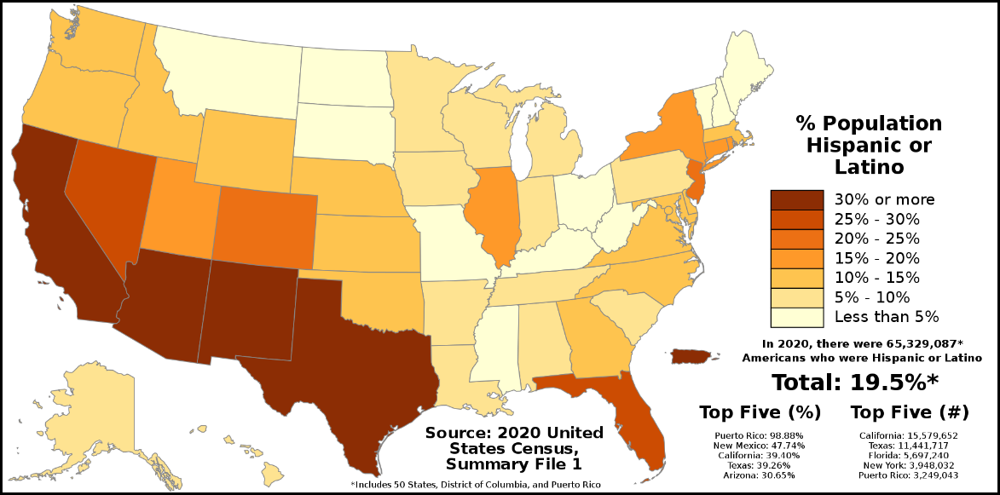 % Population
Hispanic or
Latino
30% or more
25% - 30%
20% - 25%
15% - 20%
10% - 15%
5% - 10%
Less than 5%
In 2020, there were 65,329,087*
Americans who were Hispanic or Latino
Total: 19.5%*
Top Five (%)
Puerto Rico: 98.88%
New Mexico: 47.74%
California: 39.40%
Texas: 39.26%
Arizona: 30.65%
Top Five (#)
California: 15,579,652
Texas: 11,441,717
Florida: 5,697,240
New York: 3,948,032
Puerto Rico: 3,249,043
Source: 2020 United
States Census,
Summary File 1
*Includes 50 States, District of Columbia, and Puerto Rico